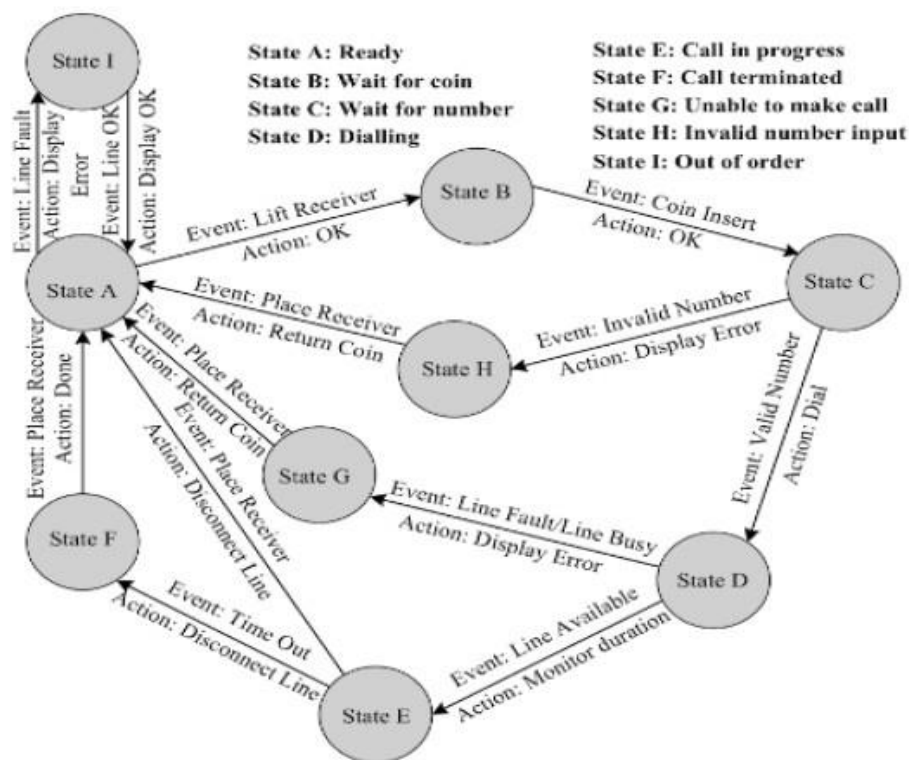 State I
State A: Ready
State B: Wait for coin
State C: Wait for number
State D: Dialling
State E: Call in progress
State F: Call terminated
State G: Unable to make call
State H: Invalid number input
State I: Out of order
Event: Line Fault
Action: Display
Error
Event: Line OK
Action: Display OK
State B
Event: Lift Receiver
Action: OK
Event: Coin Insert
Action: OK
State A
State C
Event: Place Receiver
Action: Return Coin
State H
Event: Invalid Number
Action: Display Error
Event: Valid Number
Action: Dial
Event: Place Receiver
Action: Return Coin
Event: Place Receiver
Action: Disconnect Line
Event: Place Receiver
Action: Done
State G
Event: Line Fault/Line Busy
Action: Display Error
State F
State D
Event: Time Out
Action: Disconnect Line
Event: Line Available
Action: Monitor duration
State E